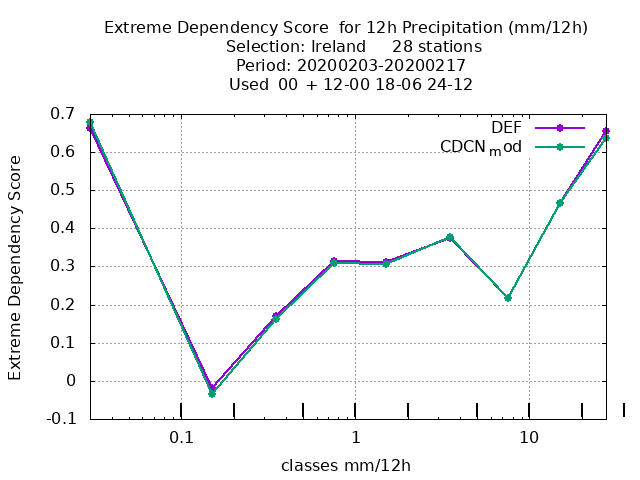 Extreme Dependency Score  for 12h Precipitation (mm/12h)
Selection: Ireland     28 stations
Period: 20200203-20200217
Used  00 + 12-00 18-06 24-12
DEF
CDCN_mod
Extreme Dependency Score
0.7
0.6
0.5
0.4
0.3
0.2
0.1
0
-0.1
0.1
1
10
classes mm/12h